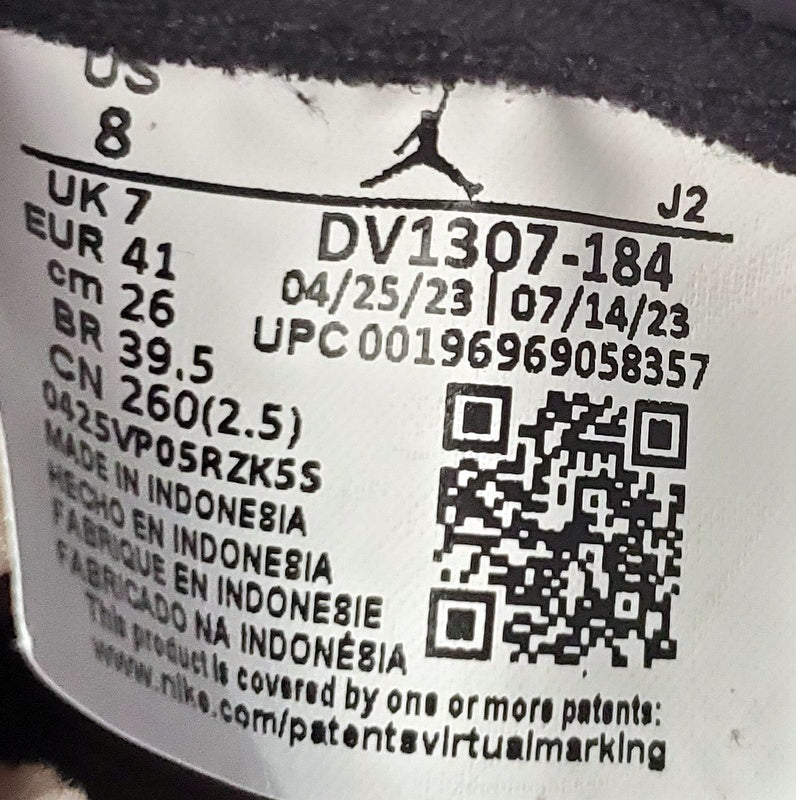 US
8
J2
UK 7
EUR 41
cm 26
BR 39.5
CN 260(2.5)
DV1307-184
04/25/23 | 07/14/23
UPC 00196969058357
0425VP05RZK5S
MADE IN INDONESIA
HECHO EN INDONESIA
FABRIQUE EN INDONESIE
FABRICADO NA INDONÉSIA
This product is covered by one or more patents:
www.nike.com/patentsvirtualmarking